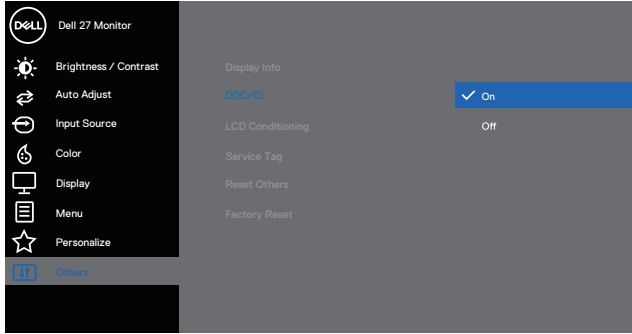 DELL
Dell 27 Monitor
Brightness / Contrast
Auto Adjust
Input Source
Color
Display
Menu
Personalize
Others
Display Info
DDC/CI
LCD Conditioning
Service Tag
Reset Others
Factory Reset
On
Off